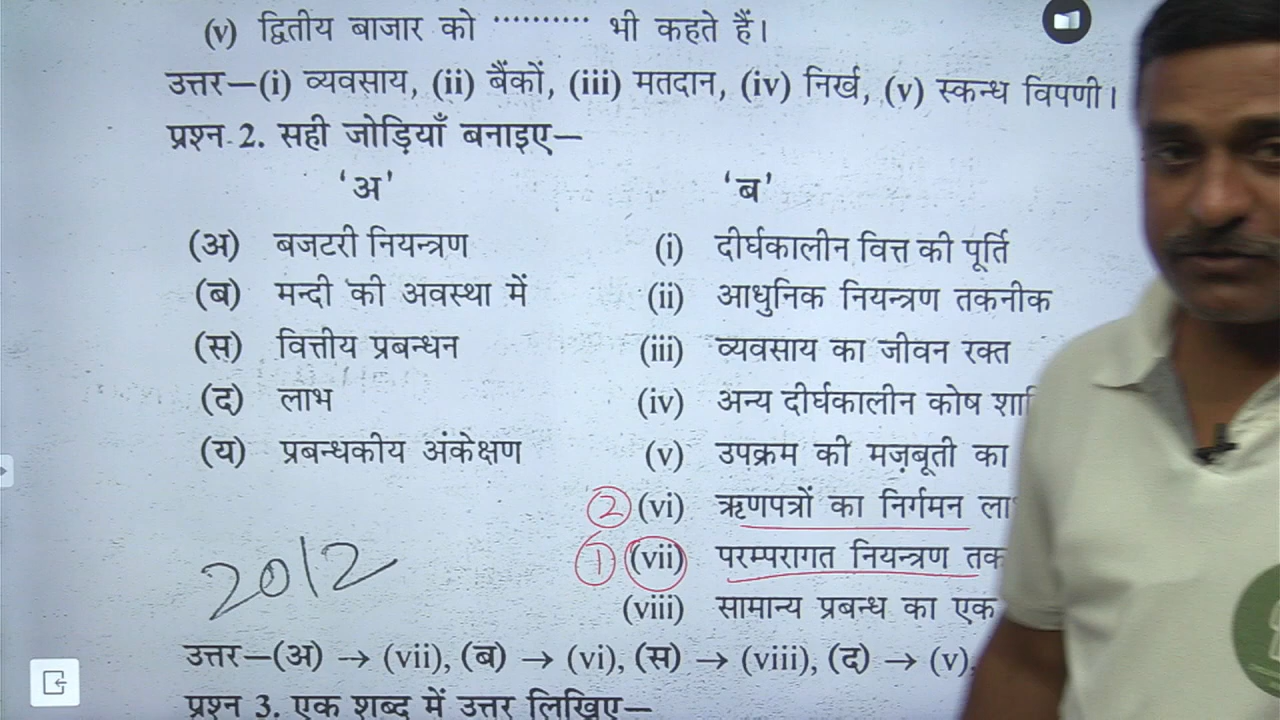 (v) द्वितीय बाजार को ·········· भी कहते हैं।
उत्तर—(i) व्यवसाय, (ii) बैंकों, (iii) मतदान, (iv) निर्ख, (v) स्कन्ध विपणी।
प्रश्न 2. सही जोड़ियाँ बनाइए—
'अ' 'ब'
(अ) बजटरी नियन्त्रण (i) दीर्घकालीन वित्त की पूर्ति
(ब) मन्दी की अवस्था में (ii) आधुनिक नियन्त्रण तकनीक
(स) वित्तीय प्रबन्धन (iii) व्यवसाय का जीवन रक्त
(द) लाभ (iv) अन्य दीर्घकालीन कोष
(य) प्रबन्धकीय अंकेक्षण (v) उपक्रम की मज़बूती का
2 (vi) ऋणपत्रों का निर्गमन
1 (vii) परम्परागत नियन्त्रण
2012 (viii) सामान्य प्रबन्ध का एक
उत्तर—(अ) → (vii), (ब) → (vi), (स) → (viii), (द) → (v),
प्रश्न 3. एक शब्द में उत्तर लिखिए—